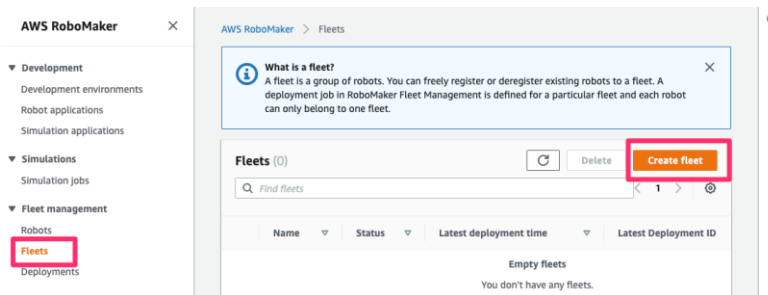 AWS RoboMaker
Development
Development environments
Robot applications
Simulation applications
Simulations
Simulation jobs
Fleet management
Robots
Fleets
Deployments
AWS RoboMaker > Fleets
What is a fleet?
A fleet is a group of robots. You can freely register or deregister existing robots to a fleet. A
deployment job in RoboMaker Fleet Management is defined for a particular fleet and each robot
can only belong to one fleet.
Fleets (0)
Delete
Create fleet
Find fleets
1
Name Status Latest deployment time Latest Deployment ID
Empty fleets
You don't have any fleets.